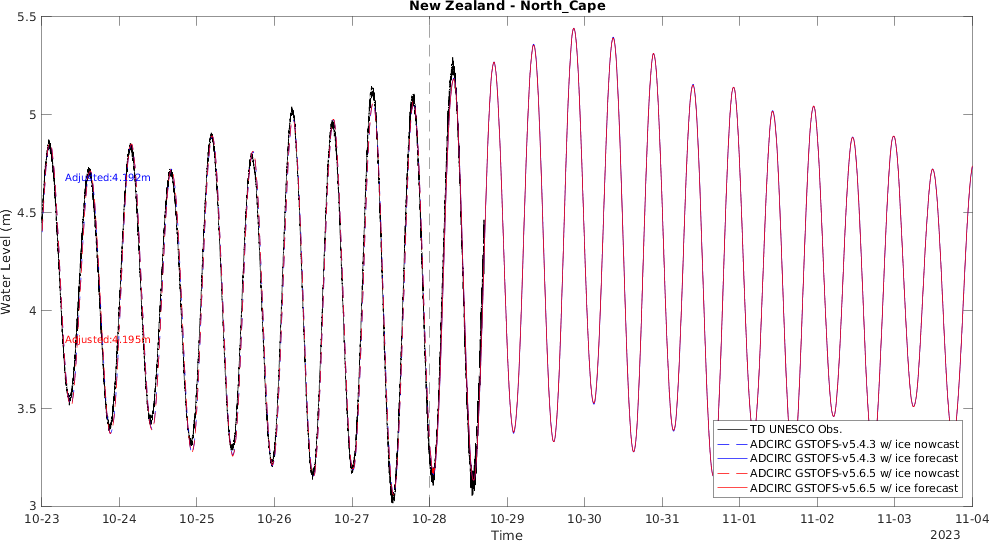 New Zealand - North_Cape
Water Level (m)
5.5
5
4.5
4
3.5
3
Adjusted:4.192m
Adjusted:4.195m
TD UNESCO Obs.
ADCIRC GSTOFS-v5.4.3 w/ ice nowcast
ADCIRC GSTOFS-v5.4.3 w/ ice forecast
ADCIRC GSTOFS-v5.6.5 w/ ice nowcast
ADCIRC GSTOFS-v5.6.5 w/ ice forecast
10-23 10-24 10-25 10-26 10-27 10-28 10-29 10-30 10-31 11-01 11-02 11-03 11-04
Time
2023